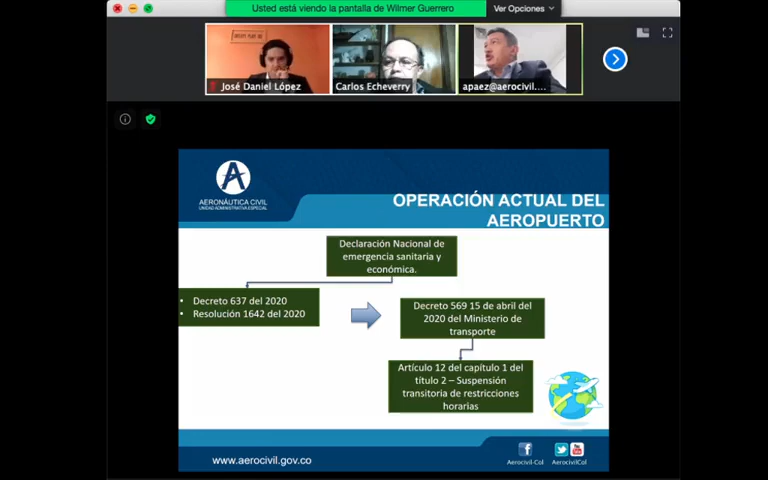 Usted está viendo la pantalla de Wilmer Guerrero
Ver Opciones
José Daniel López
Carlos Echeverry
apaez@aerocivil....
AERONÁUTICA CIVIL
UNIDAD ADMINISTRATIVA ESPECIAL
OPERACIÓN ACTUAL DEL
AEROPUERTO
Declaración Nacional de
emergencia sanitaria y
económica.
• Decreto 637 del 2020
• Resolución 1642 del 2020
Decreto 569 15 de abril del
2020 del Ministerio de
transporte
Artículo 12 del capítulo 1 del
título 2 – Suspensión
transitoria de restricciones
horarias
www.aerocivil.gov.co
Aerocivil-Col
AerocivilCol